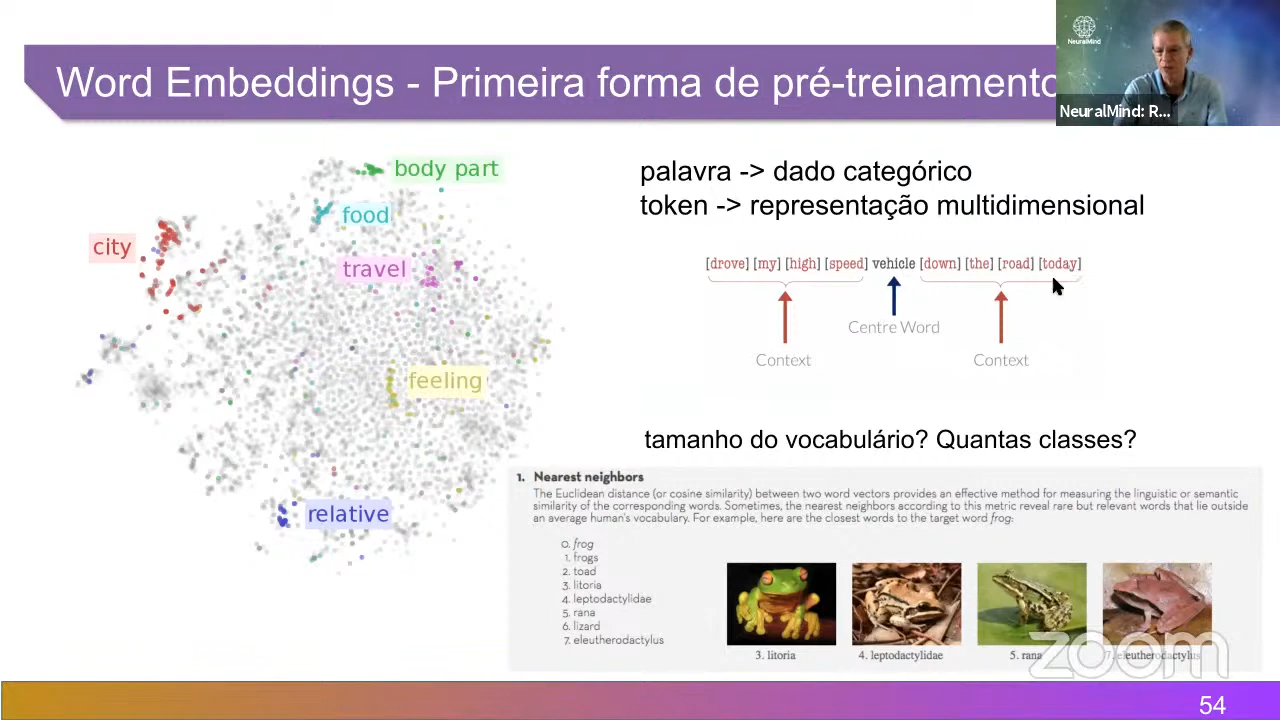 Word Embeddings - Primeira forma de pré-treinamento
NeuralMind
NeuralMind: R...
body part
food
city
travel
feeling
relative
palavra -> dado categórico
token -> representação multidimensional
[drove] [my] [high] [speed] vehicle [down] [the] [road] [today]
Centre Word
Context
Context
tamanho do vocabulário? Quantas classes?
1. Nearest neighbors
The Euclidean distance (or cosine similarity) between two word vectors provides an effective method for measuring the linguistic or semantic
similarity of the corresponding words. Sometimes, the nearest neighbors according to this metric reveal rare but relevant words that lie outside
an average human's vocabulary. For example, here are the closest words to the target word frog:
0. frog
1. frogs
2. toad
3. litoria
4. leptodactylidae
5. rana
6. lizard
7. eleutherodactylus
3. litoria
4. leptodactylidae
5. rana
7. eleutherodactylus
zoom
54